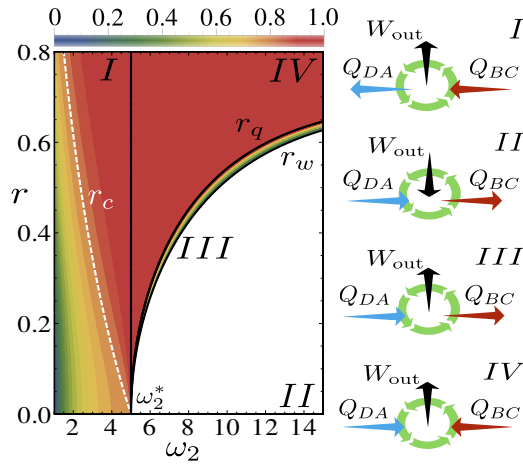 0 0.2 0.4 0.6 0.8 1.0
0.8
0.6
r
0.4
0.2
0.0
I
IV
r_q
r_w
r_c
III
ω₂*
II
2 4 6 8 10 12 14
ω₂
W_out I
Q_DA Q_BC
W_out II
Q_DA Q_BC
W_out III
Q_DA Q_BC
W_out IV
Q_DA Q_BC